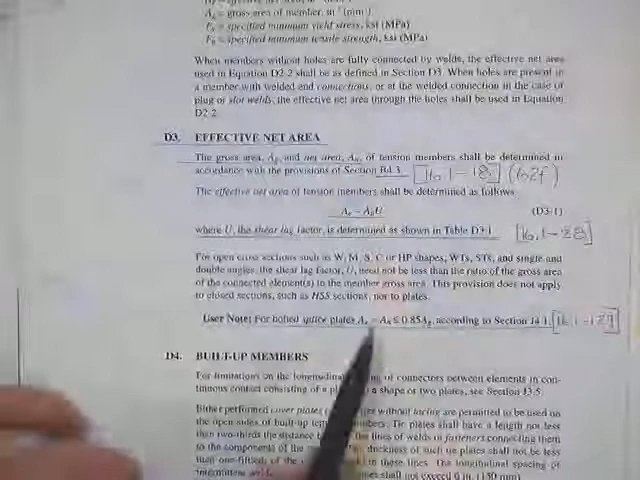 Ag = gross area of member, in.² (mm²)
Fy = specified minimum yield stress, ksi (MPa)
Fu = specified minimum tensile strength, ksi (MPa)
When members without holes are fully connected by welds, the effective net area
used in Equation D2-2 shall be as defined in Section D3. When holes are present in
a member with welded end connections, or at the welded connection in the case of
plug or slot welds, the effective net area through the holes shall be used in Equation
D2-2.
D3. EFFECTIVE NET AREA
The gross area, Ag, and net area, An, of tension members shall be determined in
accordance with the provisions of Section B4.3. [16.1-18] (627)
The effective net area of tension members shall be determined as follows:
Ae = AnU (D3-1)
where U, the shear lag factor, is determined as shown in Table D3.1. [16.1-28]
For open cross sections such as W, M, S, C or HP shapes, WTs, STs, and single and
double angles, the shear lag factor, U, need not be less than the ratio of the gross area
of the connected element(s) to the member gross area. This provision does not apply
to closed sections, such as HSS sections, nor to plates.
User Note: For bolted splice plates Ae = An ≤ 0.85Ag, according to Section J4.1. [16.1-129]
D4. BUILT-UP MEMBERS
For limitations on the longitudinal of connectors between elements in con-
tinuous contact consisting of a a shape or two plates, see Section J3.5.
Either perforated cover plates without lacing are permitted to be used on
the open sides of built-up Tie plates shall have a length not less
than two-thirds the distance the lines of welds or fasteners connecting them
to the components of the thickness of such tie plates shall not be less
than one-fiftieth of the these lines. The longitudinal spacing of
intermittent not exceed 6 in. (150 mm)